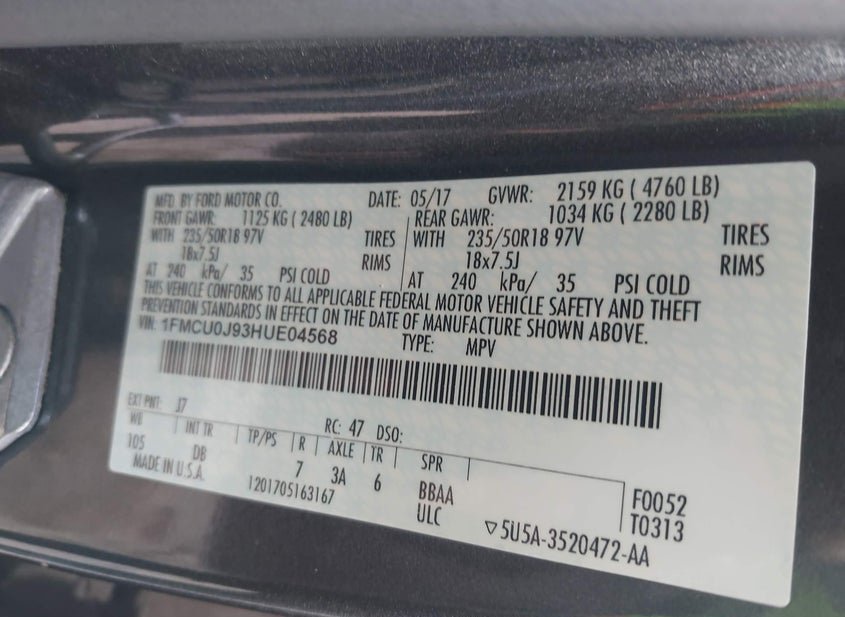 MFD. BY FORD MOTOR CO. DATE: 05/17 GVWR: 2159 KG ( 4760 LB)
FRONT GAWR: 1125 KG ( 2480 LB) REAR GAWR: 1034 KG ( 2280 LB)
WITH 235/50R18 97V TIRES WITH 235/50R18 97V TIRES
18x7.5J RIMS 18x7.5J RIMS
AT 240 kPa/ 35 PSI COLD AT 240 kPa/ 35 PSI COLD
THIS VEHICLE CONFORMS TO ALL APPLICABLE FEDERAL MOTOR VEHICLE SAFETY AND THEFT
PREVENTION STANDARDS IN EFFECT ON THE DATE OF MANUFACTURE SHOWN ABOVE.
VIN: 1FMCU0J93HUE04568 TYPE: MPV
EXT PNT: J7 RC: 47 DSO:
WB INT TR TP/PS R AXLE TR SPR
105 DB 7 3A 6 BBAA
MADE IN U.S.A. 1201705163167 ULC
F0052
T0313
▽5U5A-3520472-AA